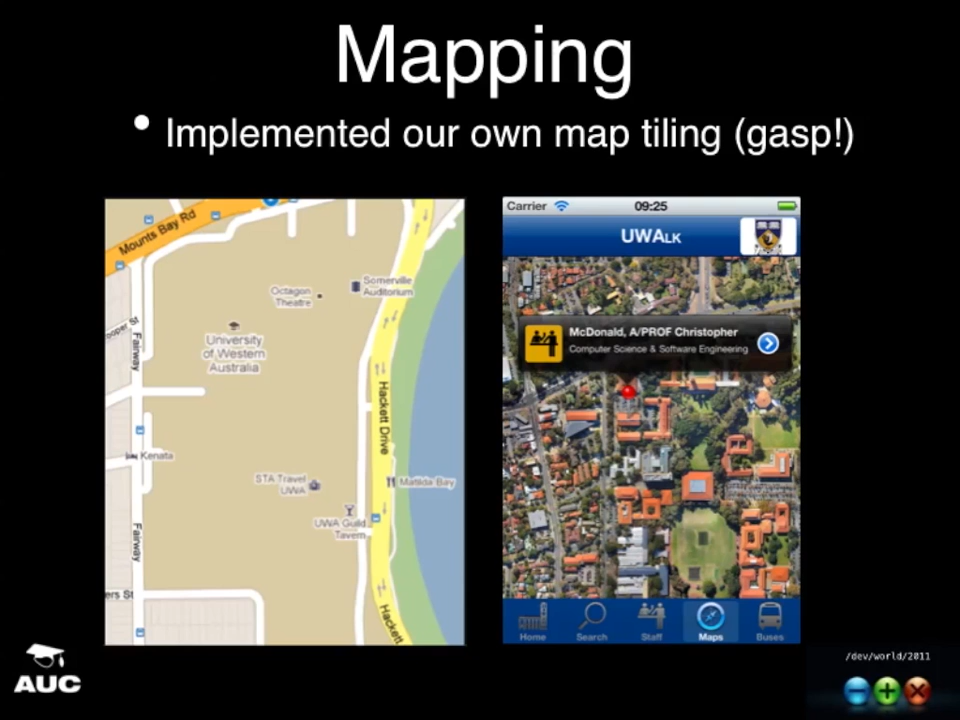 Mapping
• Implemented our own map tiling (gasp!)
Mounts Bay Rd
Octagon
Theatre
Somerville
Auditorium
University
of Western
Australia
ooper St
Fairway
Hackett Drive
Kenata
STA Travel
UWA
Matilda Bay
UWA Guild
Tavern
Fairway
ers St
Hackett
Carrier
09:25
UWALK
McDonald, A/PROF Christopher
Computer Science & Software Engineering
Home
Search
Staff
Maps
Buses
AUC
/dev/world/2011